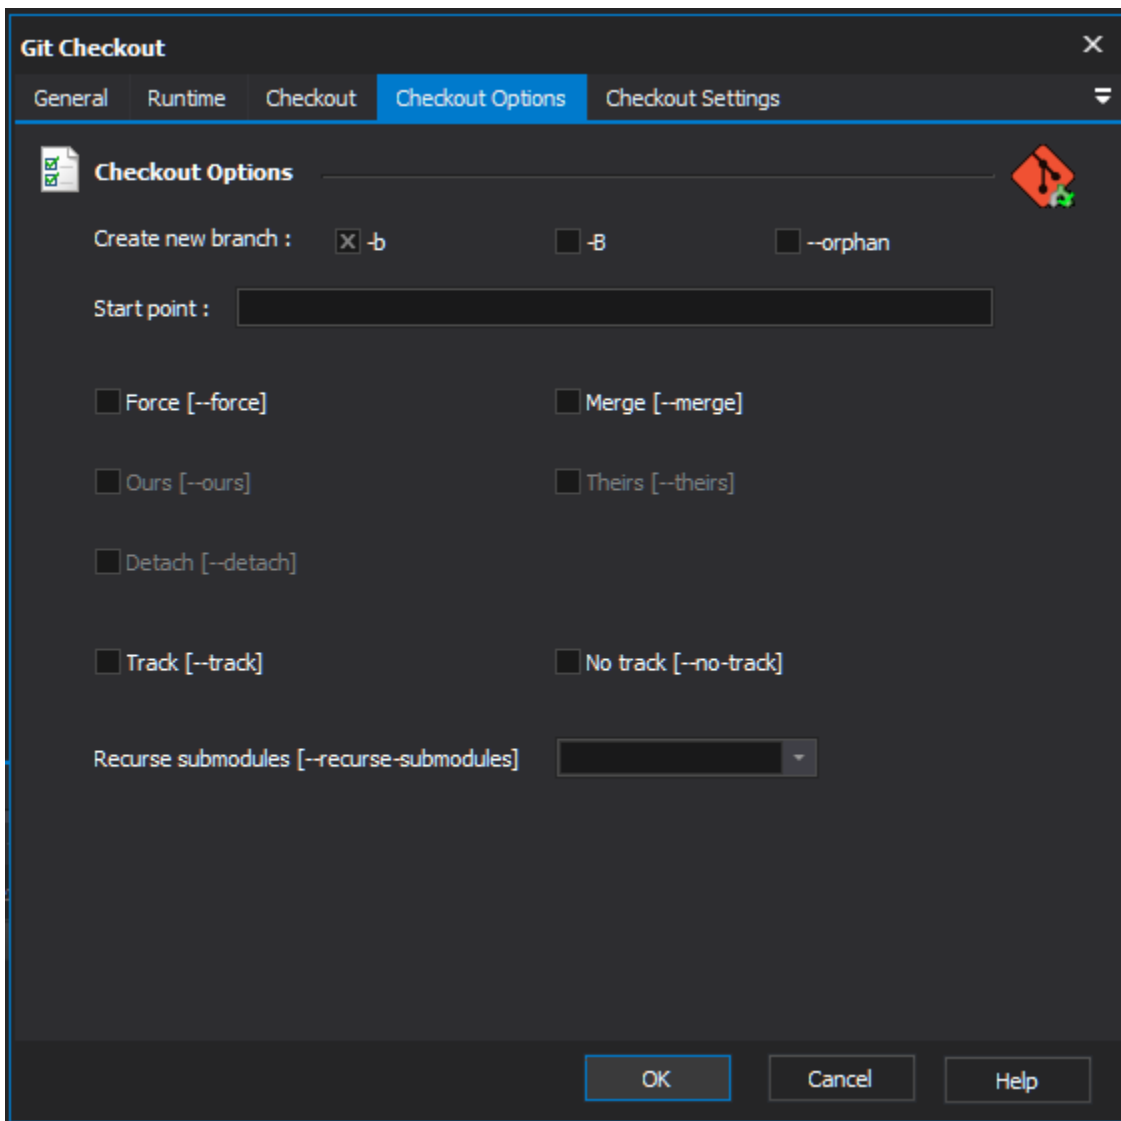 Git Checkout
General Runtime Checkout Checkout Options Checkout Settings
Checkout Options
Create new branch : -b -B --orphan
Start point :
Force [--force] Merge [--merge]
Ours [--ours] Theirs [--theirs]
Detach [--detach]
Track [--track] No track [--no-track]
Recurse submodules [--recurse-submodules]
OK Cancel Help